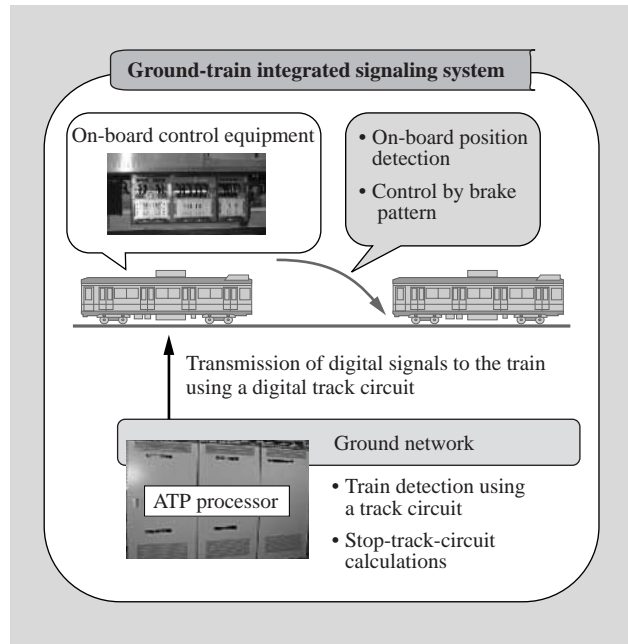 Ground-train integrated signaling system
On-board control equipment
• On-board position
detection
• Control by brake
pattern
Transmission of digital signals to the train
using a digital track circuit
Ground network
ATP processor
• Train detection using
a track circuit
• Stop-track-circuit
calculations